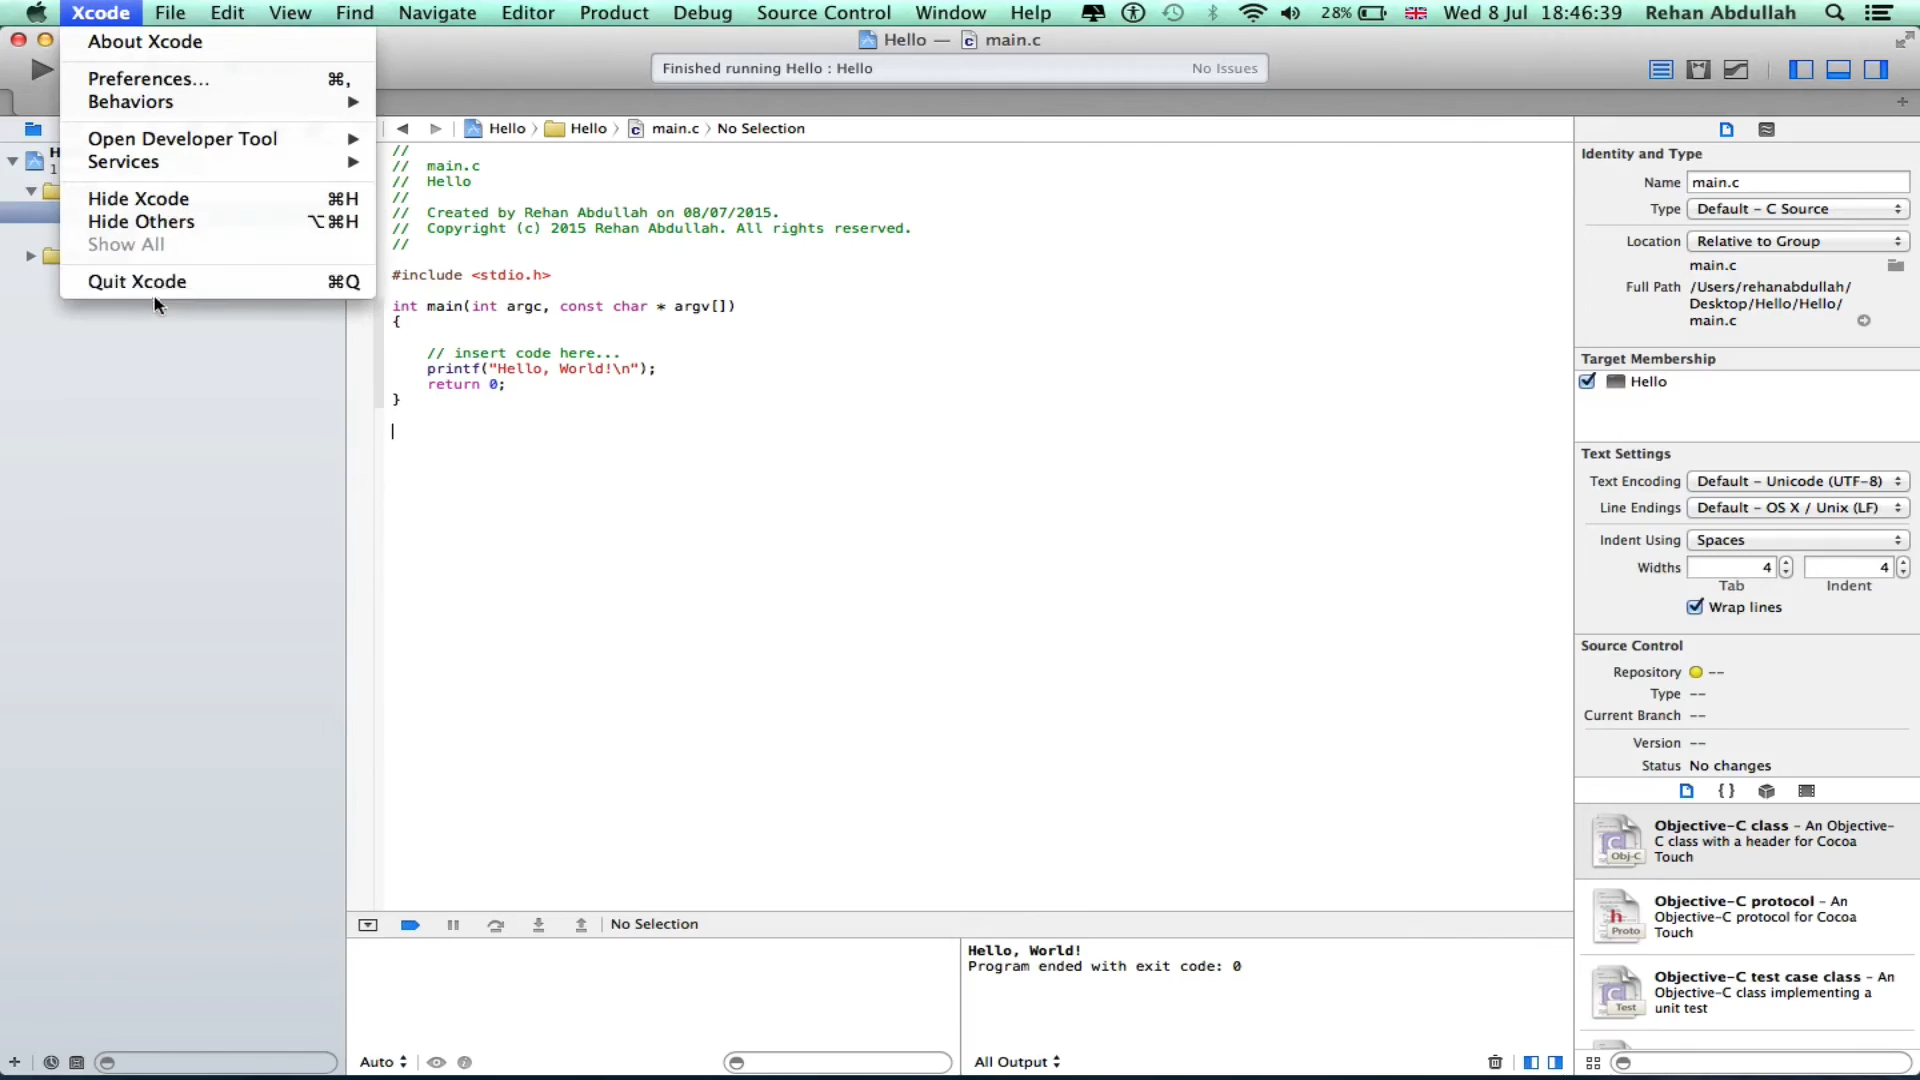 Xcode File Edit View Find Navigate Editor Product Debug Source Control Window Help 28% Wed 8 Jul 18:46:39 Rehan Abdullah
About Xcode
Preferences... ⌘,
Behaviors
Open Developer Tool
Services
Hide Xcode ⌘H
Hide Others ⌥⌘H
Show All
Quit Xcode ⌘Q
Hello — main.c
Finished running Hello : Hello No Issues
H
1
Hello Hello main.c No Selection
//
// main.c
// Hello
//
// Created by Rehan Abdullah on 08/07/2015.
// Copyright (c) 2015 Rehan Abdullah. All rights reserved.
//
#include <stdio.h>
int main(int argc, const char * argv[])
{
// insert code here...
printf("Hello, World!\n");
return 0;
}
No Selection
Hello, World!
Program ended with exit code: 0
Auto
All Output
Identity and Type
Name main.c
Type Default - C Source
Location Relative to Group
main.c
Full Path /Users/rehanabdullah/
Desktop/Hello/Hello/
main.c
Target Membership
Hello
Text Settings
Text Encoding Default - Unicode (UTF-8)
Line Endings Default - OS X / Unix (LF)
Indent Using Spaces
Widths 4 4
Tab Indent
Wrap lines
Source Control
Repository --
Type --
Current Branch --
Version --
Status No changes
{ }
Objective-C class - An Objective-
C class with a header for Cocoa
Touch
Obj-C
Objective-C protocol - An
Objective-C protocol for Cocoa
Touch
h
Proto
Objective-C test case class - An
Objective-C class implementing a
unit test
Test